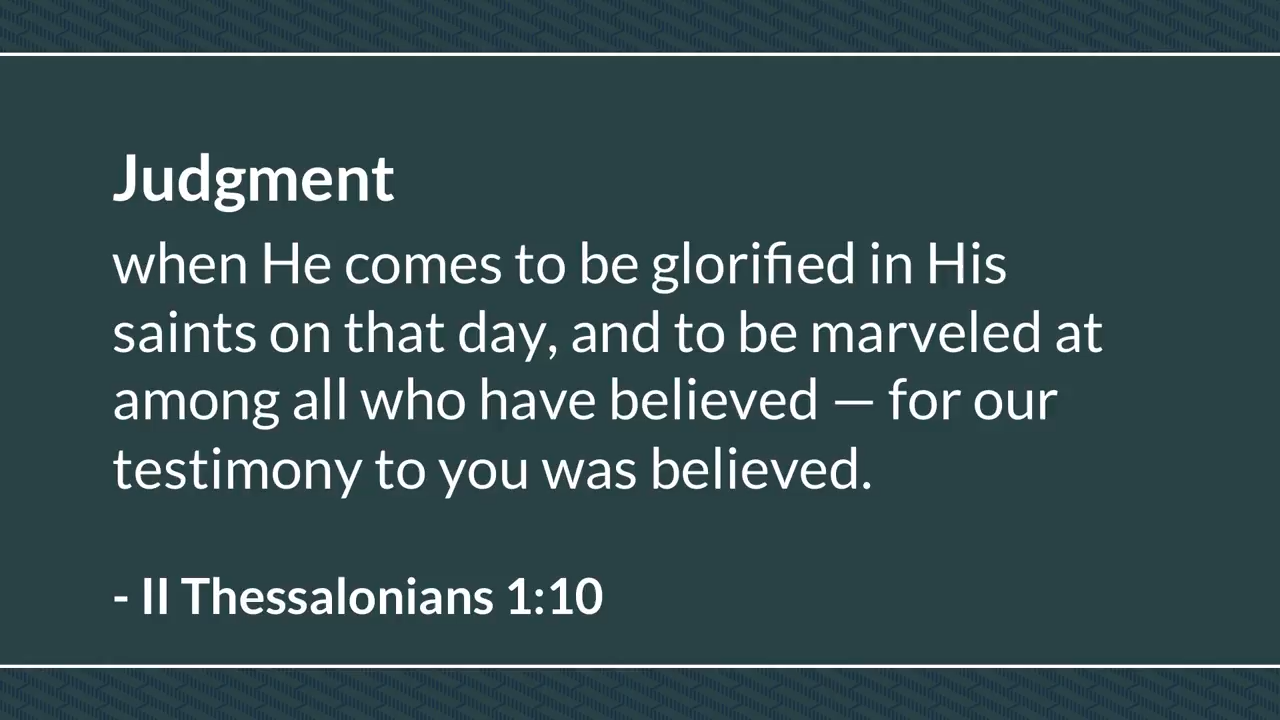 Judgment
when He comes to be glorified in His
saints on that day, and to be marveled at
among all who have believed — for our
testimony to you was believed.
- II Thessalonians 1:10